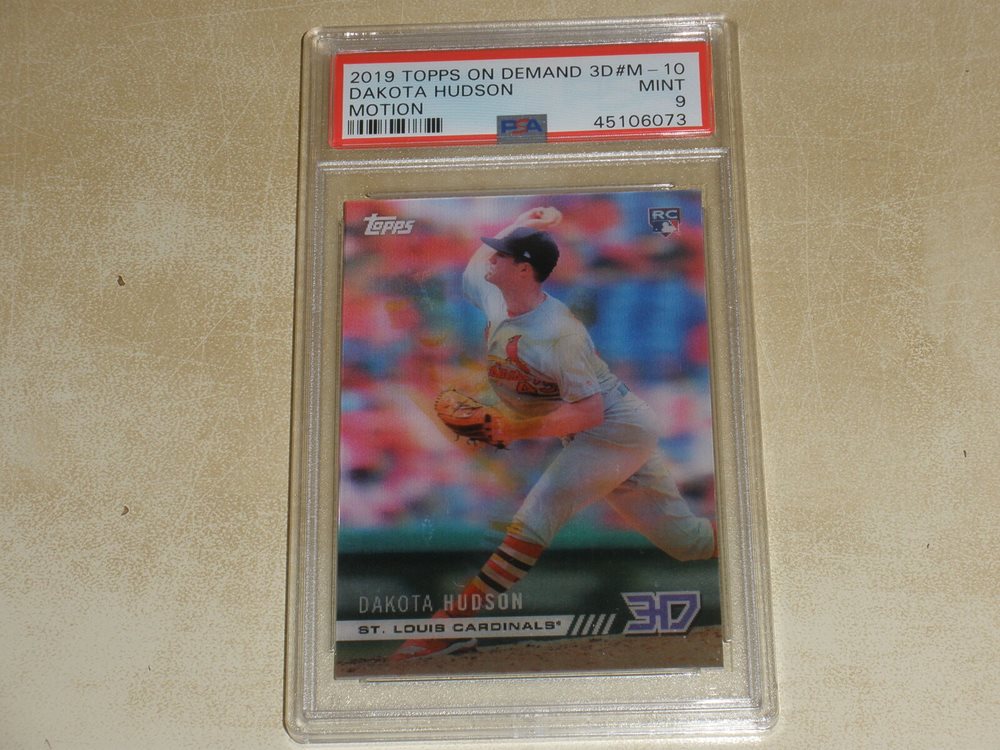 2019 TOPPS ON DEMAND 3D #M-10
DAKOTA HUDSON MINT
MOTION 9
PSA 45106073
topps
RC
Cardinals
DAKOTA HUDSON
ST. LOUIS CARDINALS®
3D